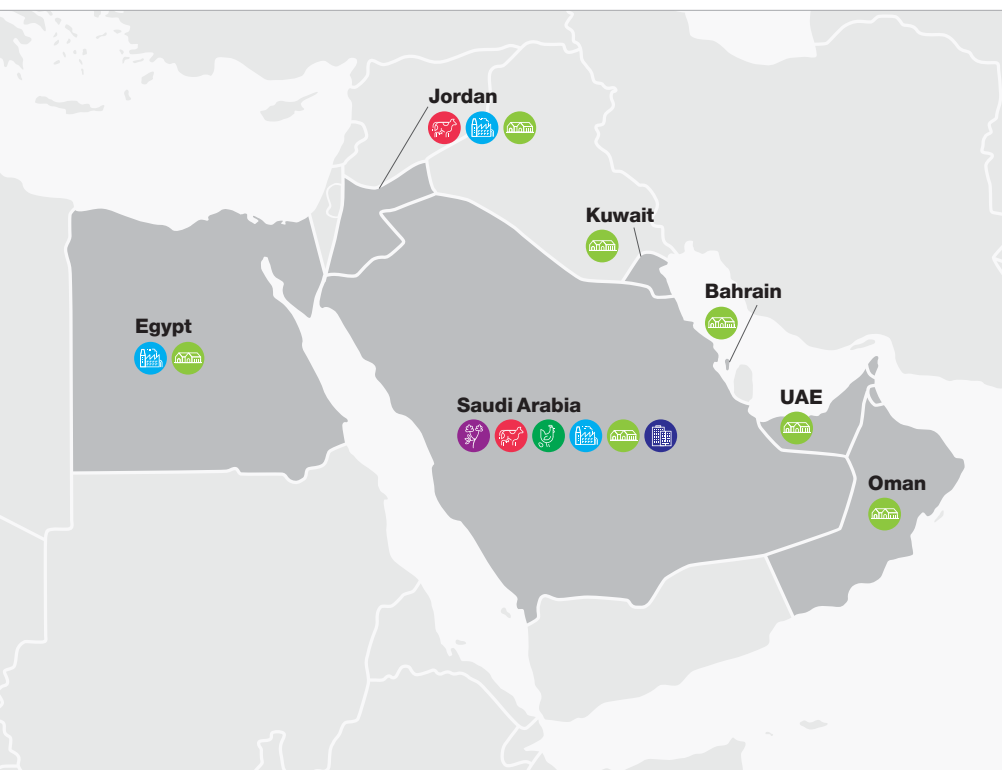 Jordan
Kuwait
Bahrain
Egypt
UAE
Saudi Arabia
Oman